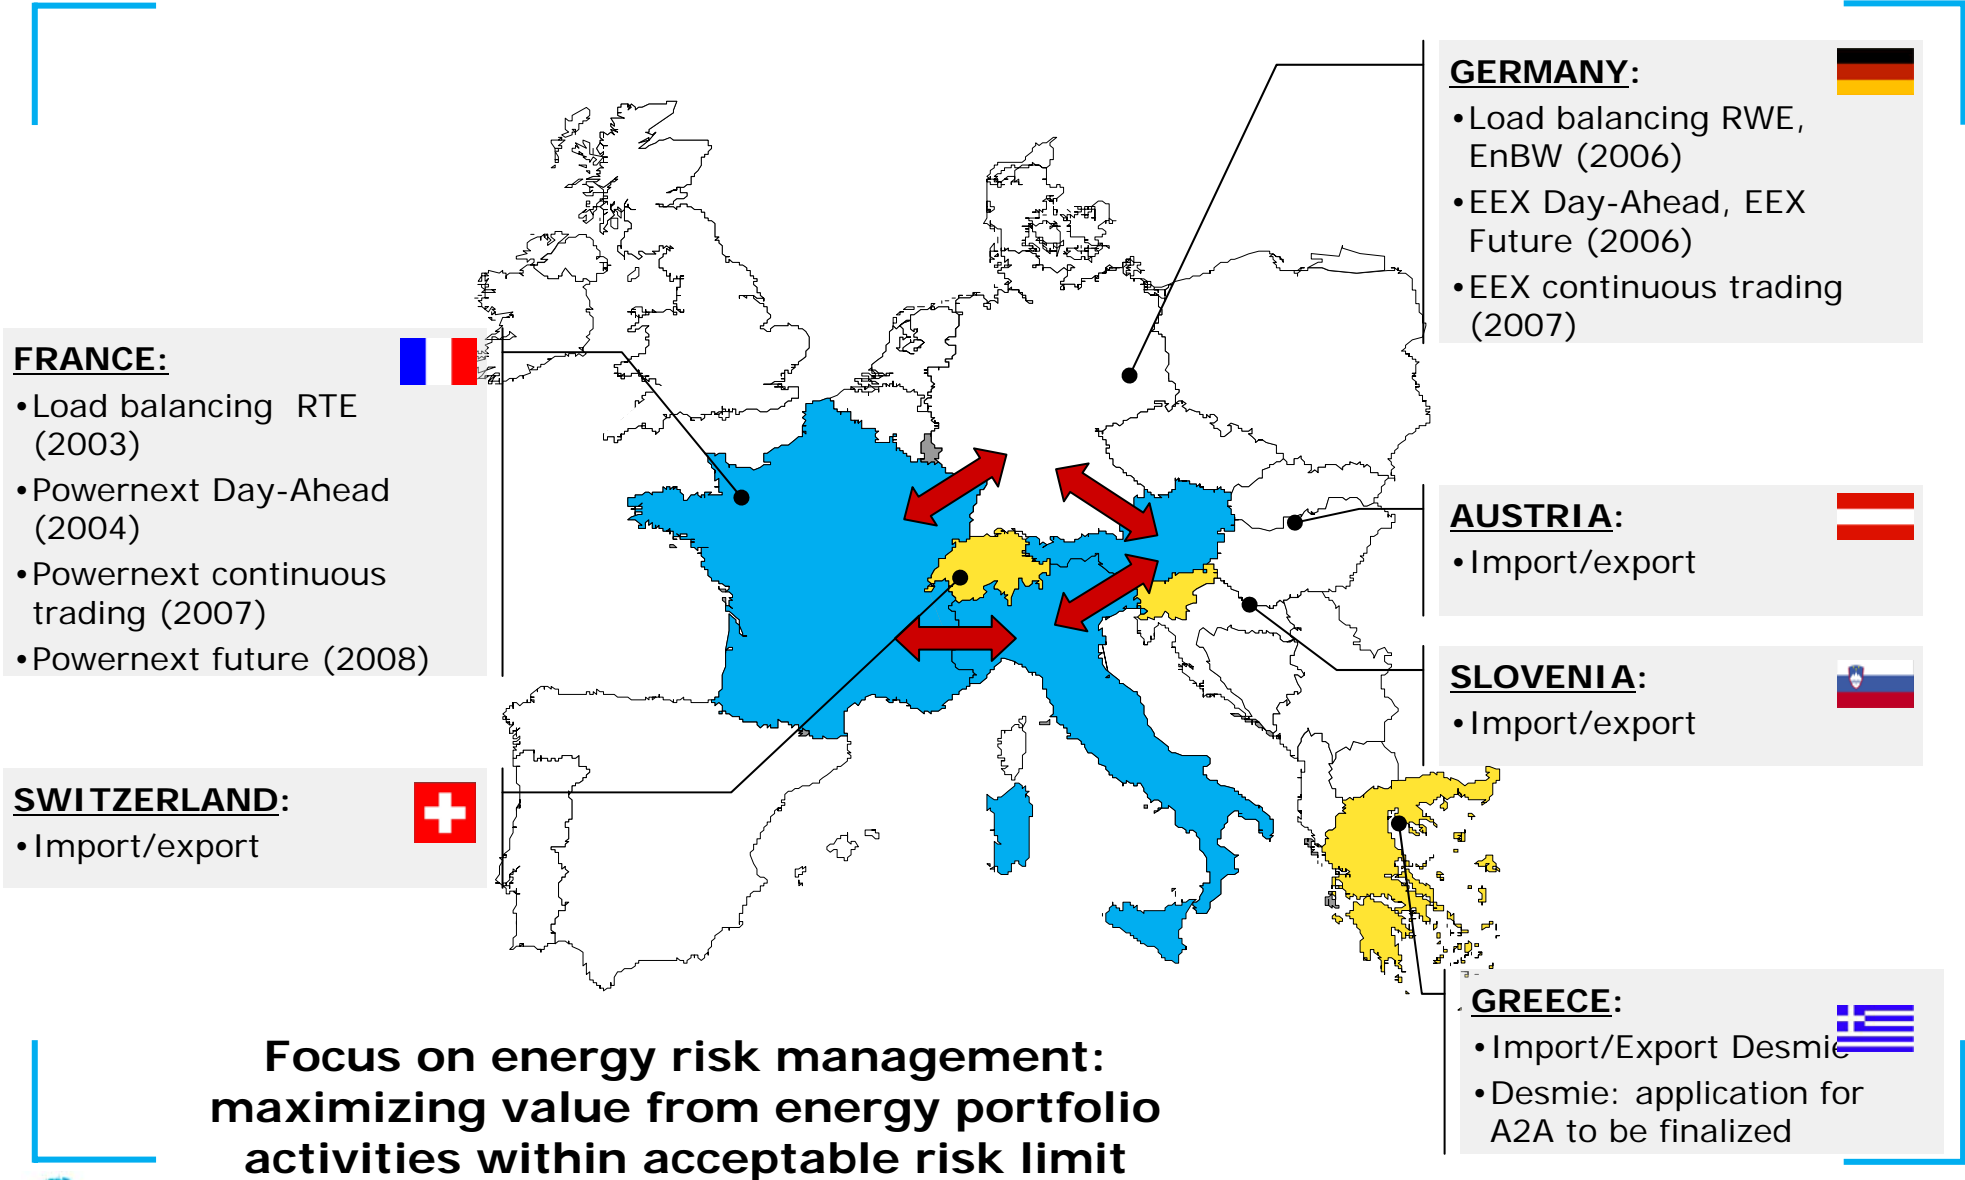 GERMANY:
•Load balancing RWE,
EnBW (2006)
•EEX Day-Ahead, EEX
Future (2006)
•EEX continuous trading
(2007)
FRANCE:
•Load balancing RTE
(2003)
•Powernext Day-Ahead
(2004)
•Powernext continuous
trading (2007)
•Powernext future (2008)
AUSTRIA:
•Import/export
SLOVENIA:
•Import/export
SWITZERLAND:
•Import/export
GREECE:
•Import/Export Desmie
•Desmie: application for
A2A to be finalized
Focus on energy risk management:
maximizing value from energy portfolio
activities within acceptable risk limit